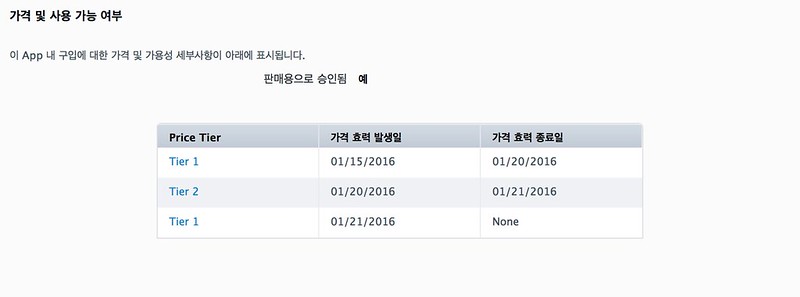 가격 및 사용 가능 여부
이 App 내 구입에 대한 가격 및 가용성 세부사항이 아래에 표시됩니다.
판매용으로 승인됨 예
Price Tier 가격 효력 발생일 가격 효력 종료일
Tier 1 01/15/2016 01/20/2016
Tier 2 01/20/2016 01/21/2016
Tier 1 01/21/2016 None